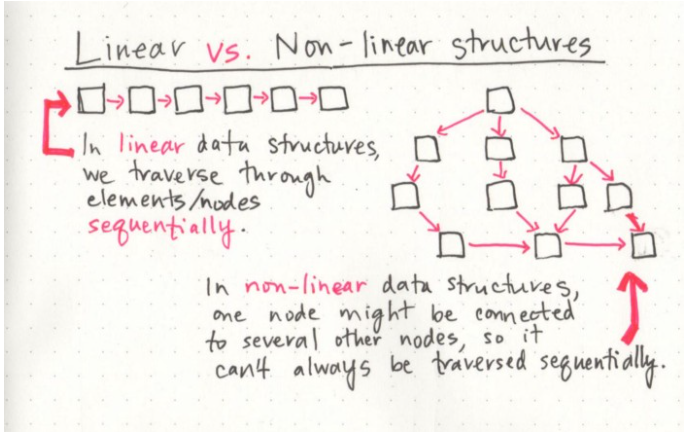 Linear vs. Non-linear structures
In linear data structures,
we traverse through
elements/nodes
sequentially.
In non-linear data structures,
one node might be connected
to several other nodes, so it
can't always be traversed sequentially.